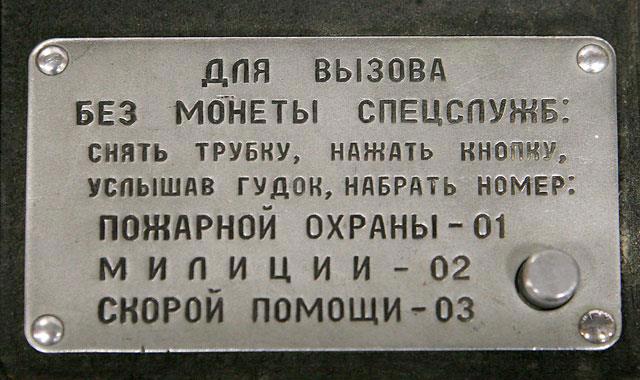 ДЛЯ ВЫЗОВА
БЕЗ МОНЕТЫ СПЕЦСЛУЖБ:
СНЯТЬ ТРУБКУ, НАЖАТЬ КНОПКУ,
УСЛЫШАВ ГУДОК, НАБРАТЬ НОМЕР:
ПОЖАРНОЙ ОХРАНЫ - 01
МИЛИЦИИ - 02
СКОРОЙ ПОМОЩИ - 03